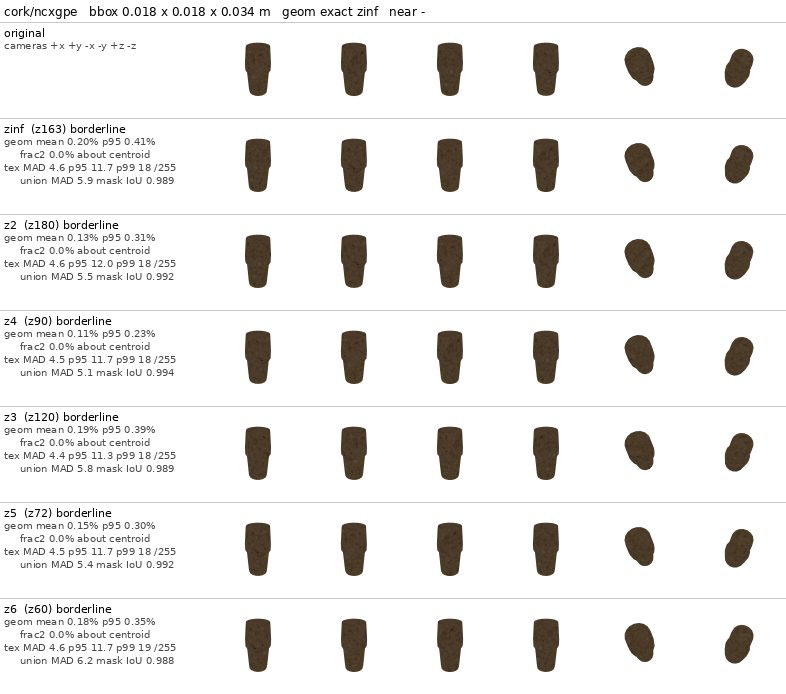 cork/ncxgpe   bbox 0.018 x 0.018 x 0.034 m   geom exact zinf   near -
original
cameras +x +y -x -y +z -z
zinf  (z163) borderline
geom mean 0.20% p95 0.41%
frac2 0.0% about centroid
tex MAD 4.6 p95 11.7 p99 18 /255
union MAD 5.9 mask IoU 0.989
z2  (z180) borderline
geom mean 0.13% p95 0.31%
frac2 0.0% about centroid
tex MAD 4.6 p95 12.0 p99 18 /255
union MAD 5.5 mask IoU 0.992
z4  (z90) borderline
geom mean 0.11% p95 0.23%
frac2 0.0% about centroid
tex MAD 4.5 p95 11.7 p99 18 /255
union MAD 5.1 mask IoU 0.994
z3  (z120) borderline
geom mean 0.19% p95 0.39%
frac2 0.0% about centroid
tex MAD 4.4 p95 11.3 p99 18 /255
union MAD 5.8 mask IoU 0.989
z5  (z72) borderline
geom mean 0.15% p95 0.30%
frac2 0.0% about centroid
tex MAD 4.5 p95 11.7 p99 18 /255
union MAD 5.4 mask IoU 0.992
z6  (z60) borderline
geom mean 0.18% p95 0.35%
frac2 0.0% about centroid
tex MAD 4.6 p95 11.7 p99 19 /255
union MAD 6.2 mask IoU 0.988